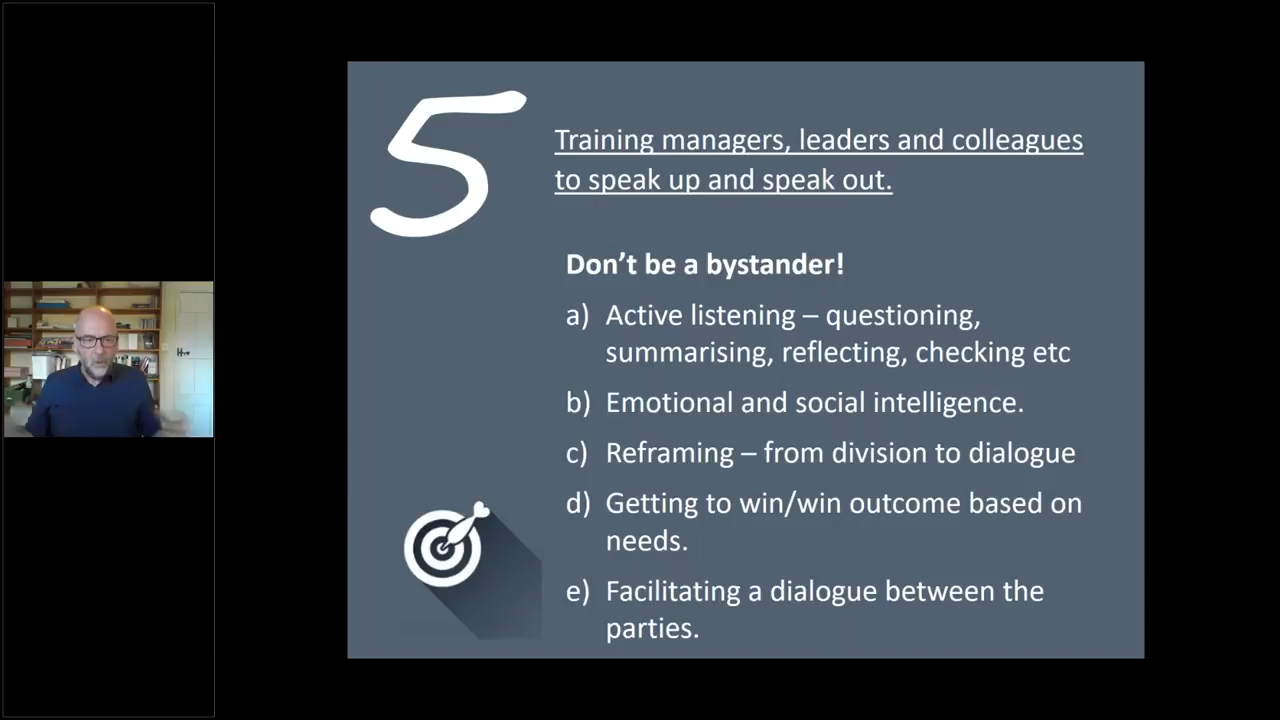 5
Training managers, leaders and colleagues
to speak up and speak out.
Don’t be a bystander!
a) Active listening – questioning,
summarising, reflecting, checking etc
b) Emotional and social intelligence.
c) Reframing – from division to dialogue
d) Getting to win/win outcome based on
needs.
e) Facilitating a dialogue between the
parties.